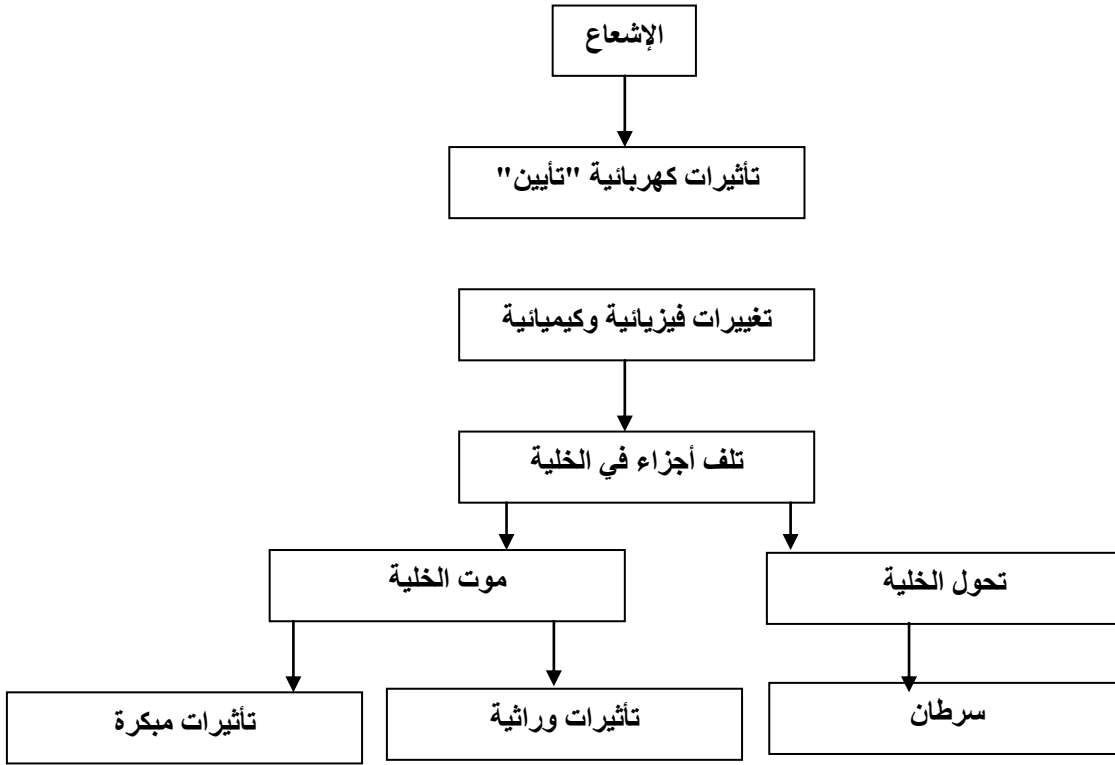 الإشعاع
تأثيرات كهربائية "تأيين"
تغييرات فيزيائية وكيميائية
تلف أجزاء في الخلية
تحول الخلية
موت الخلية
سرطان
تأثيرات وراثية
تأثيرات مبكرة